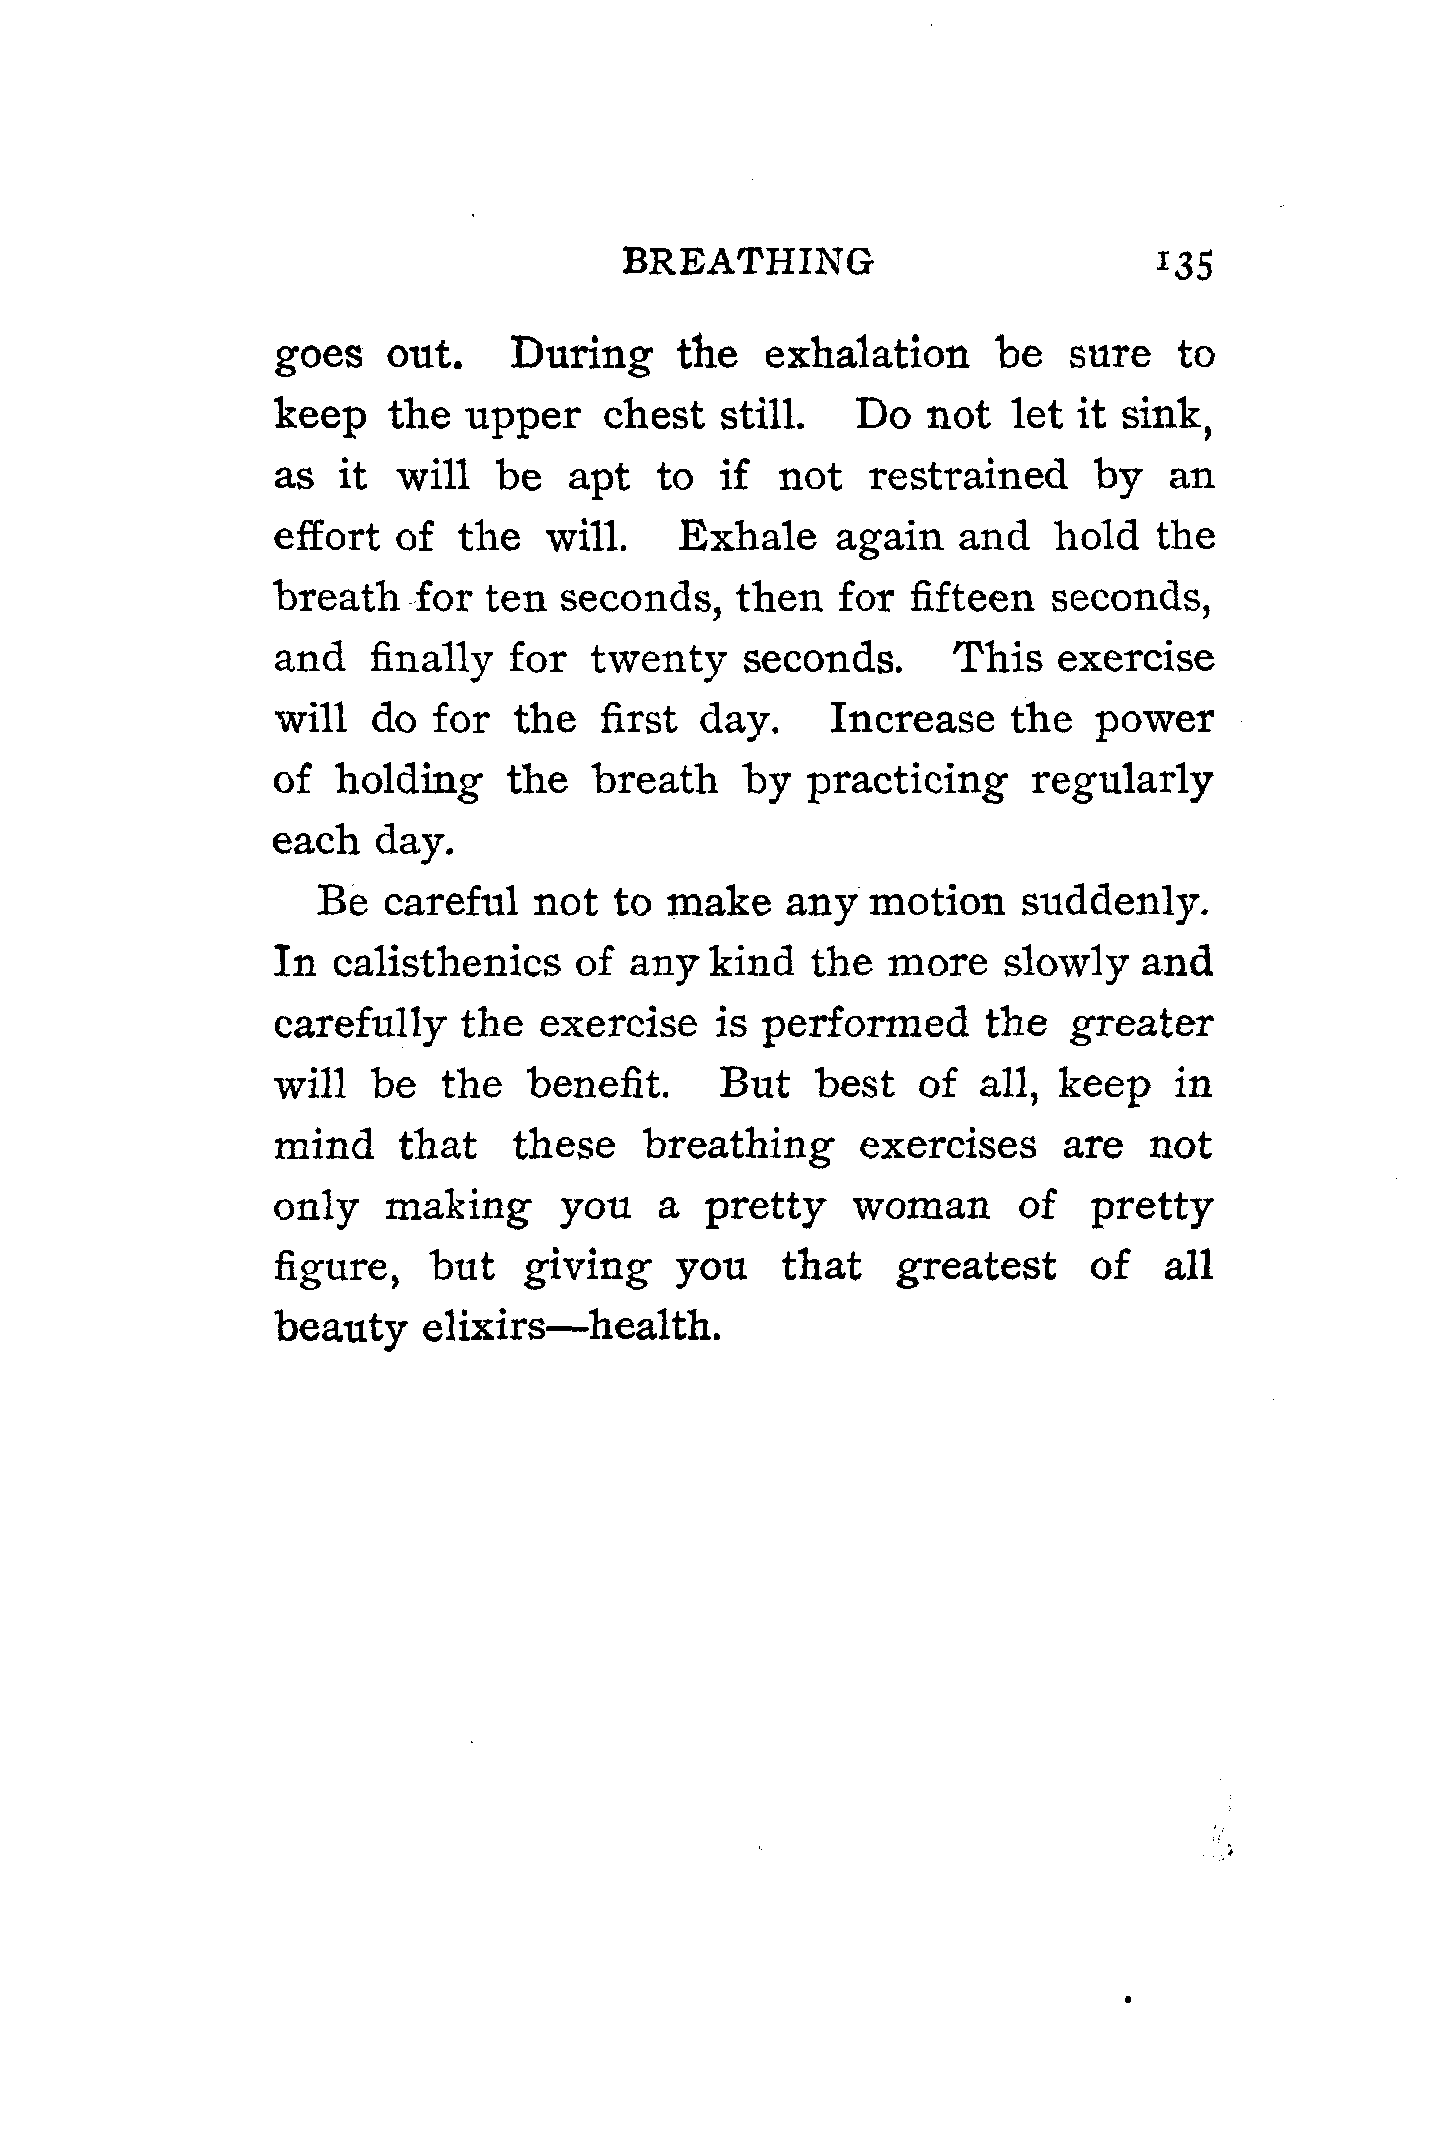 BREATHING 135
goes out. During the exhalation be sure to
keep the upper chest still. Do not let it sink,
as it will be apt to if not restrained by an
effort of the will. Exhale again and hold the
breath for ten seconds, then for fifteen seconds,
and finally for twenty seconds. This exercise
will do for the first day. Increase the power
of holding the breath by practicing regularly
each day.
Be careful not to make any motion suddenly.
In calisthenics of any kind the more slowly and
carefully the exercise is performed the greater
will be the benefit. But best of all, keep in
mind that these breathing exercises are not
only making you a pretty woman of pretty
figure, but giving you that greatest of all
beauty elixirs—health.